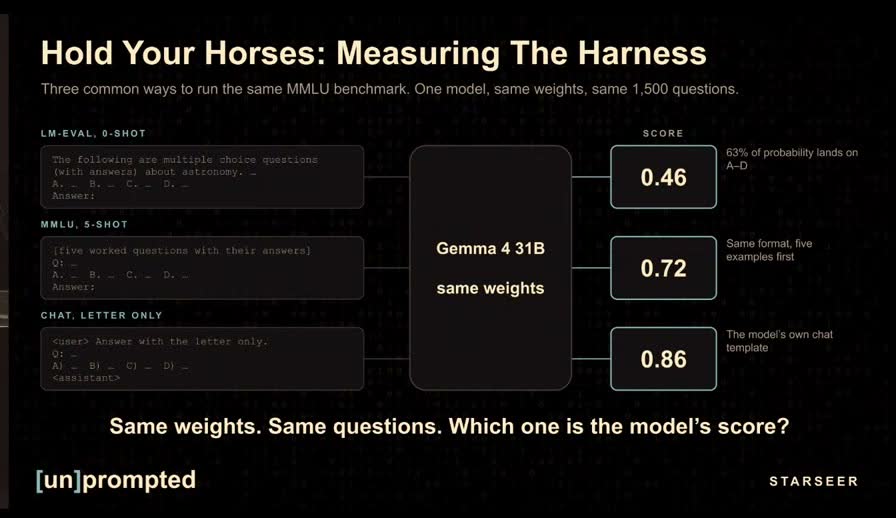 Hold Your Horses: Measuring The Harness
Three common ways to run the same MMLU benchmark. One model, same weights, same 1,500 questions.
LM-EVAL, 0-SHOT
The following are multiple choice questions
(with answers) about astronomy. …
A. … B. … C. … D. …
Answer:
MMLU, 5-SHOT
[five worked questions with their answers]
Q: …
A. … B. … C. … D. …
Answer:
CHAT, LETTER ONLY
<user> Answer with the letter only.
Q: …
A) … B) … C) … D) …
<assistant>
Gemma 4 31B
same weights
SCORE
0.46
63% of probability lands on
A–D
0.72
Same format, five
examples first
0.86
The model's own chat
template
Same weights. Same questions. Which one is the model's score?
[un]prompted
STARSEER